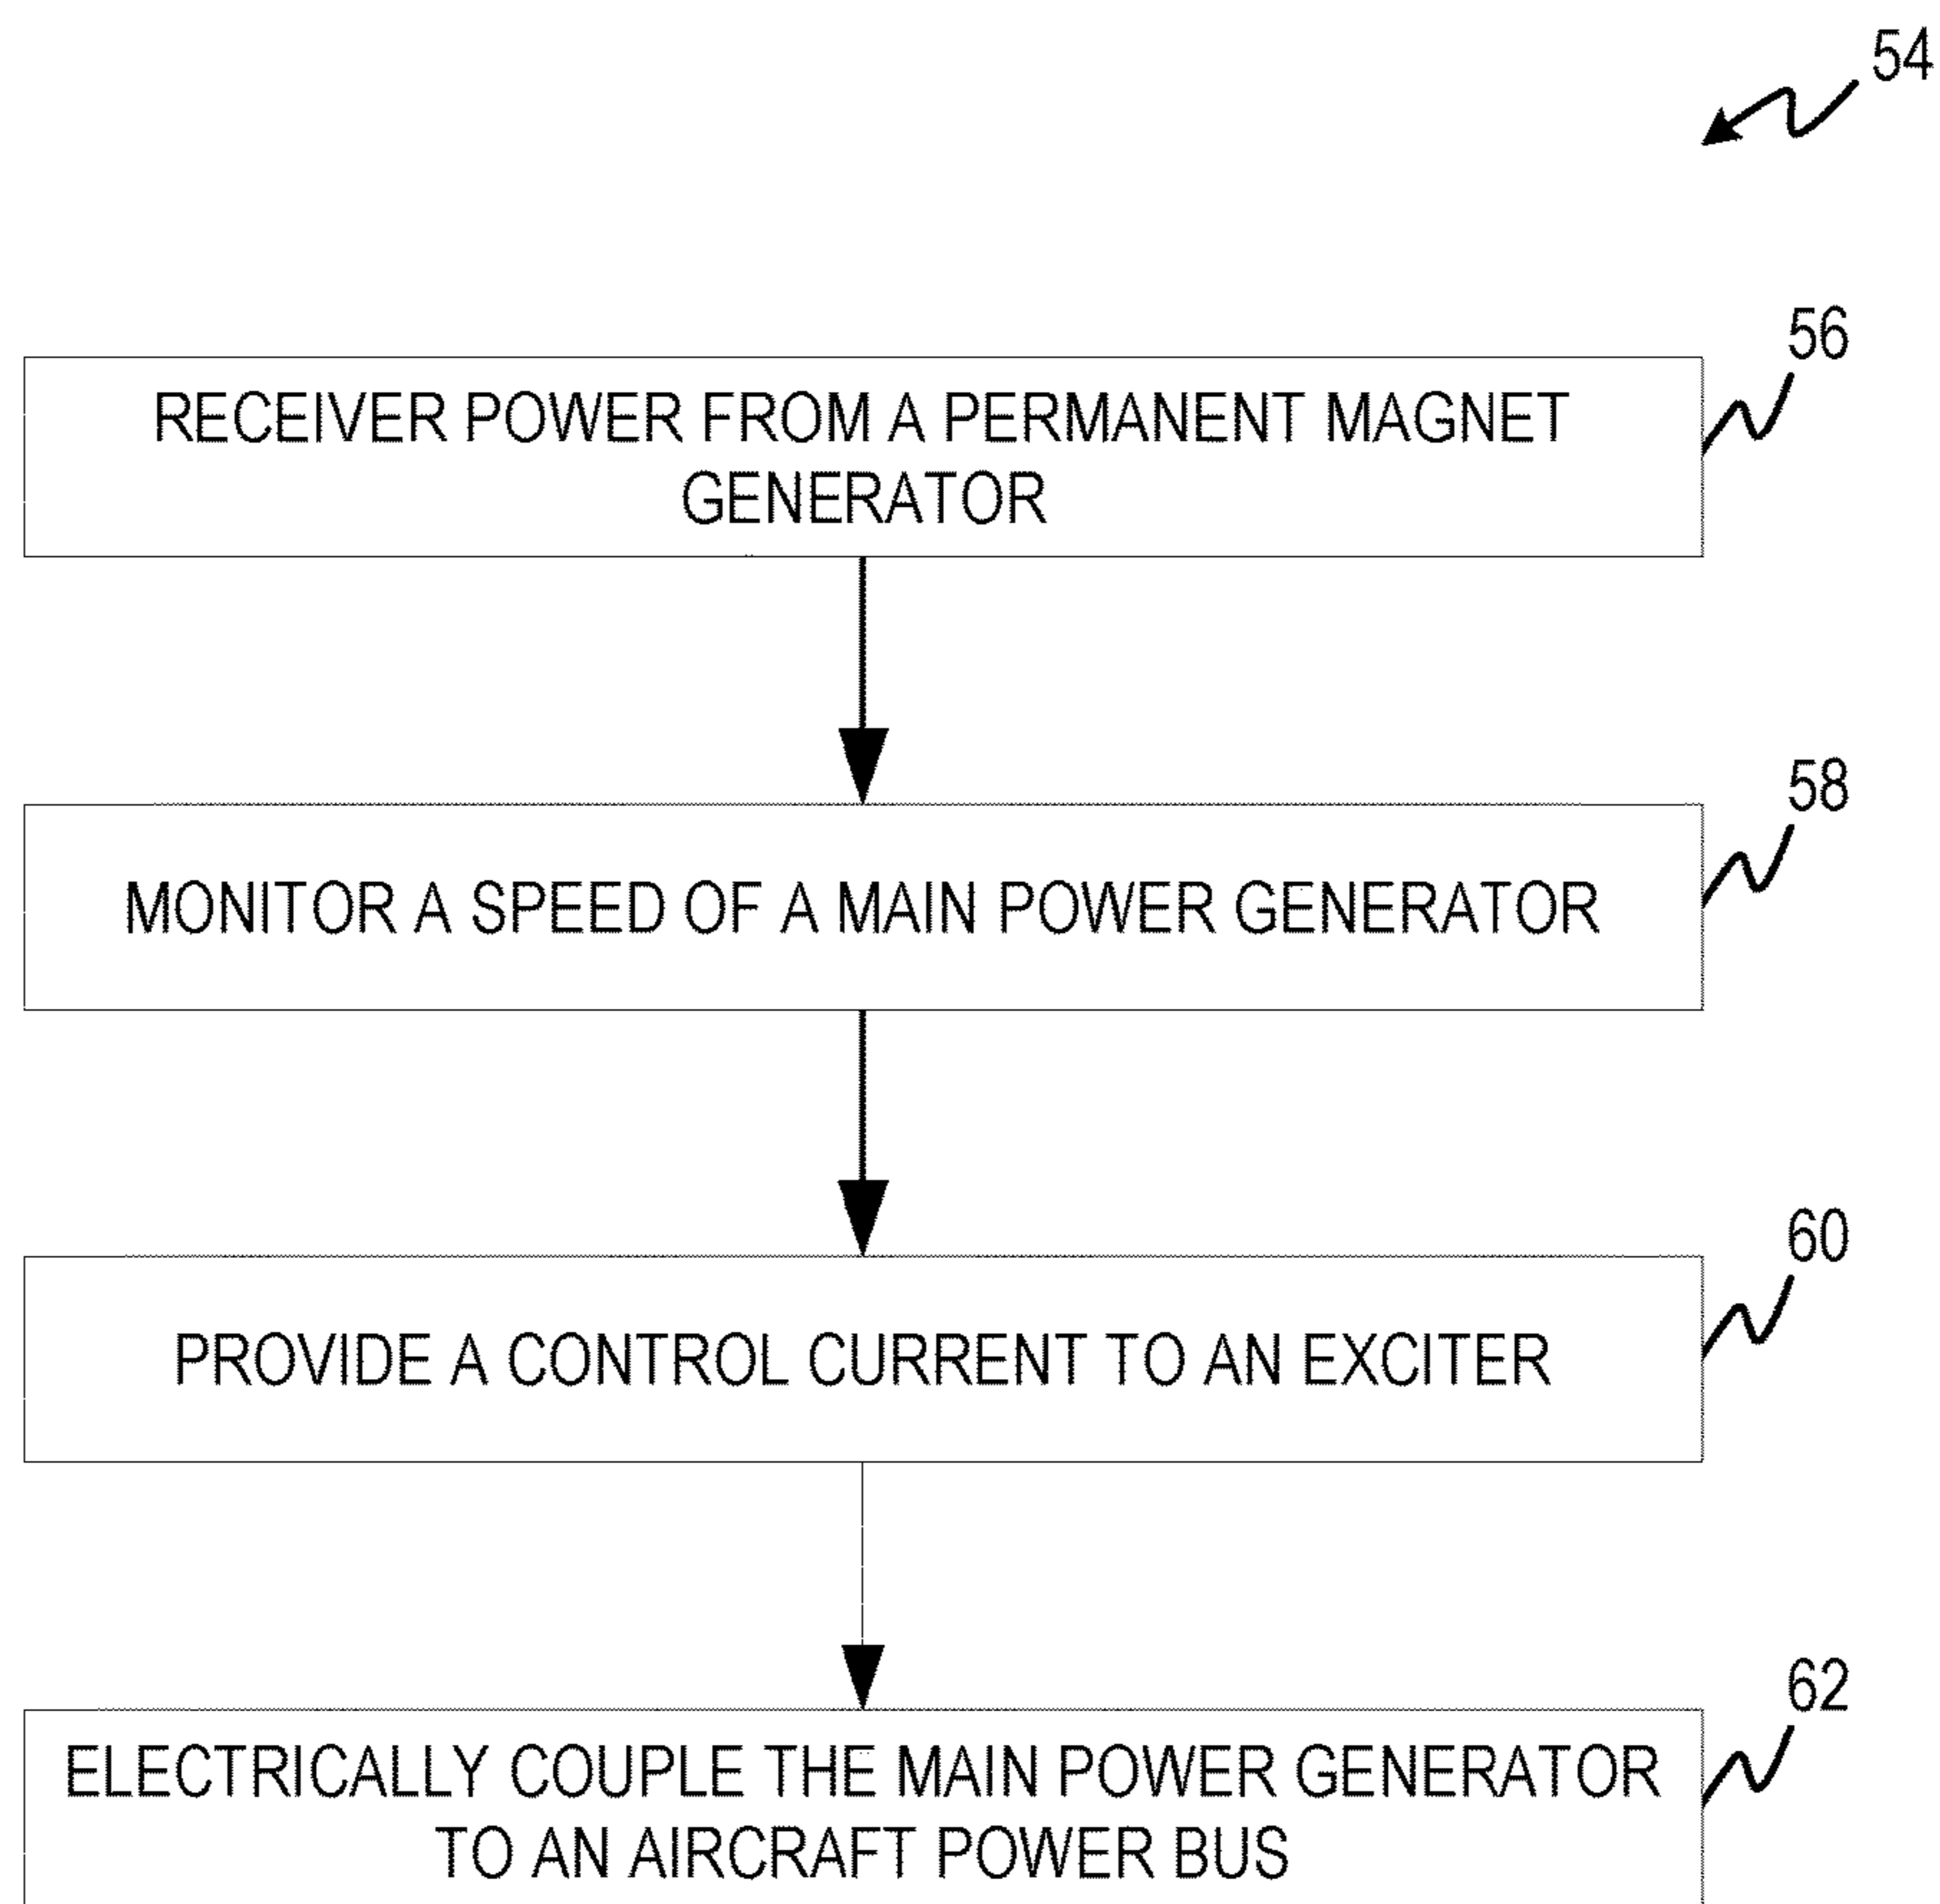 54
56
RECEIVER POWER FROM A PERMANENT MAGNET
GENERATOR
58
MONITOR A SPEED OF A MAIN POWER GENERATOR
60
PROVIDE A CONTROL CURRENT TO AN EXCITER
62
ELECTRICALLY COUPLE THE MAIN POWER GENERATOR
TO AN AIRCRAFT POWER BUS